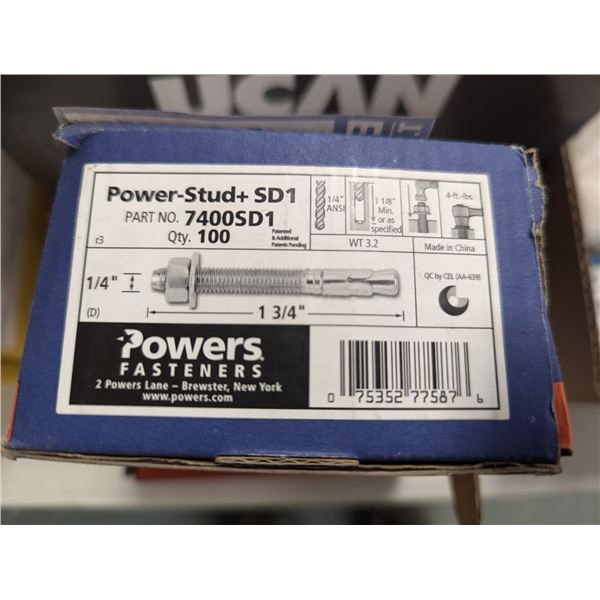 UCAN
Power-Stud+ SD1
PART NO. 7400SD1
r3
Qty. 100
Patented
& Additional
Patents Pending
1/4"
ANSI
1 1/8"
Min.
or as
specified
4-ft.-lbs.
WT 3.2
Made in China
1/4"
(D)
1 3/4"
QC by CEL (AA-639)
Powers
FASTENERS
2 Powers Lane – Brewster, New York
www.powers.com
0 75352 77587 6